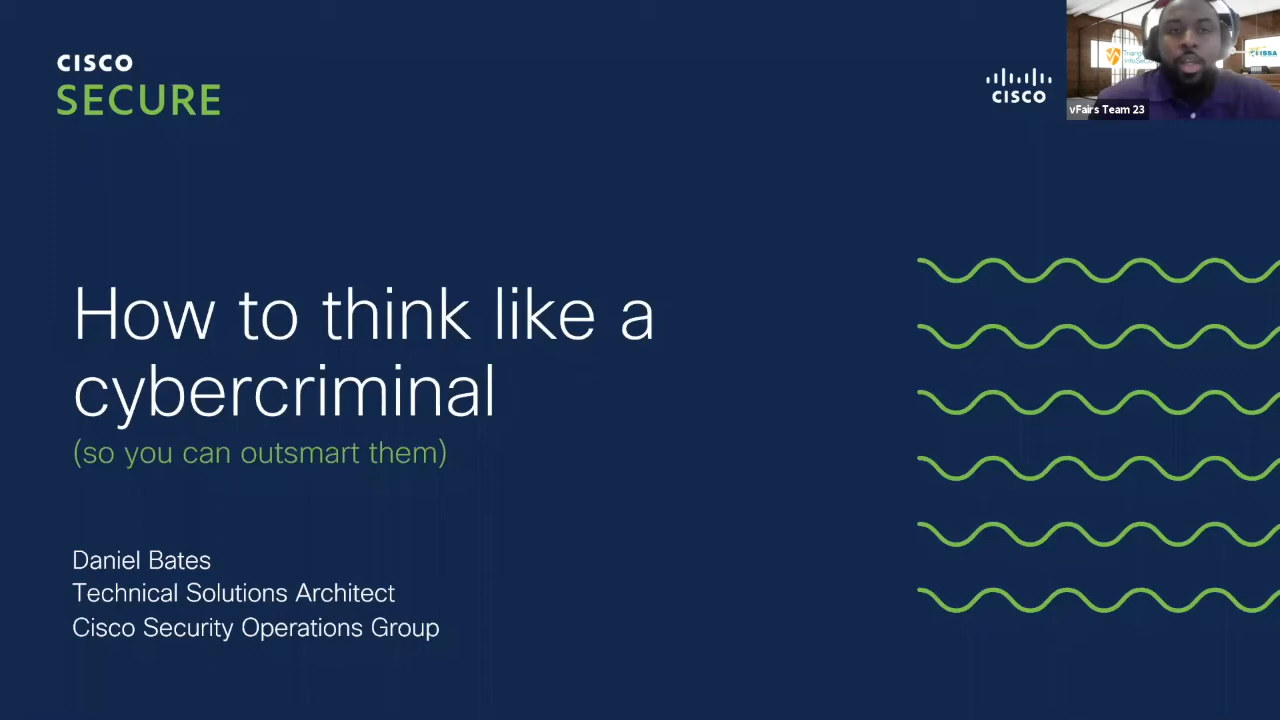 CISCO
SECURE
CISCO
vFairs Team 23
ISSA
How to think like a
cybercriminal
(so you can outsmart them)
Daniel Bates
Technical Solutions Architect
Cisco Security Operations Group